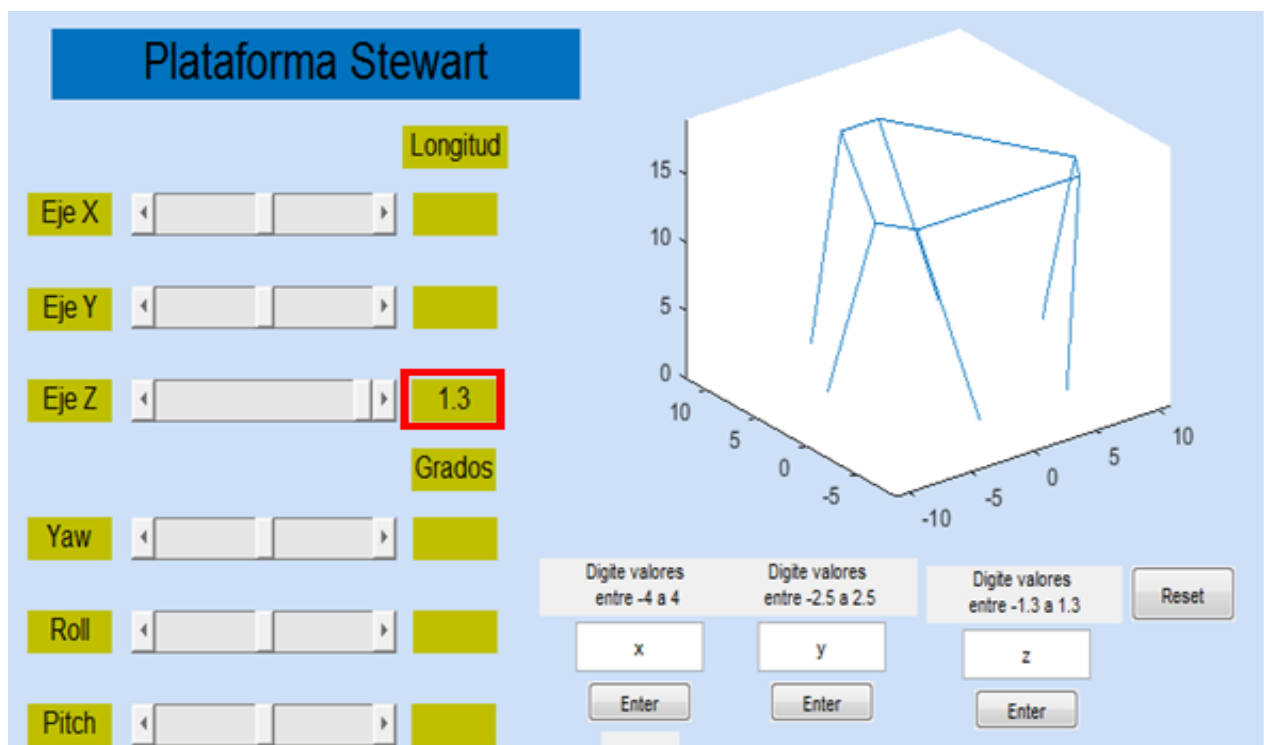 Plataforma Stewart
Longitud
Eje X
Eje Y
Eje Z 1.3
Grados
Yaw
Roll
Pitch
15
10
5
0
10
5
0
-5
-10
-5
0
5
10
Digite valores
entre -4 a 4
x
Enter
Digite valores
entre -2.5 a 2.5
y
Enter
Digite valores
entre -1.3 a 1.3
z
Enter
Reset